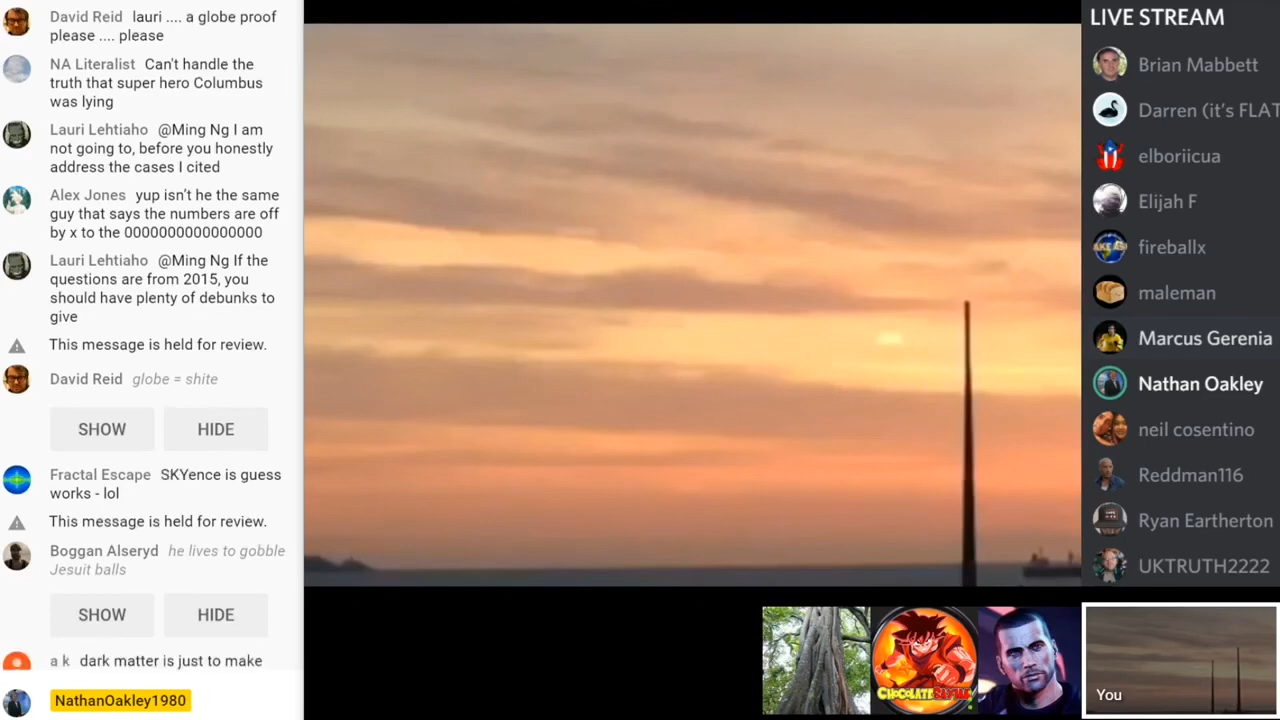 David Reid lauri .... a globe proof
please .... please
NA Literalist Can't handle the
truth that super hero Columbus
was lying
Lauri Lehtiaho @Ming Ng I am
not going to, before you honestly
address the cases I cited
Alex Jones yup isn't he the same
guy that says the numbers are off
by x to the 0000000000000000
Lauri Lehtiaho @Ming Ng If the
questions are from 2015, you
should have plenty of debunks to
give
This message is held for review.
David Reid globe = shite
SHOW HIDE
Fractal Escape SKYence is guess
works - lol
This message is held for review.
Boggan Alseryd he lives to gobble
Jesuit balls
SHOW HIDE
a k dark matter is just to make
NathanOakley1980
LIVE STREAM
Brian Mabbett
Darren (it's FLAT
elboriicua
Elijah F
fireballx
maleman
Marcus Gerenia
Nathan Oakley
neil cosentino
Reddman116
Ryan Eartherton
UKTRUTH2222
You